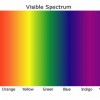 Visible Spectrum
Orange Yellow Green Blue Indigo